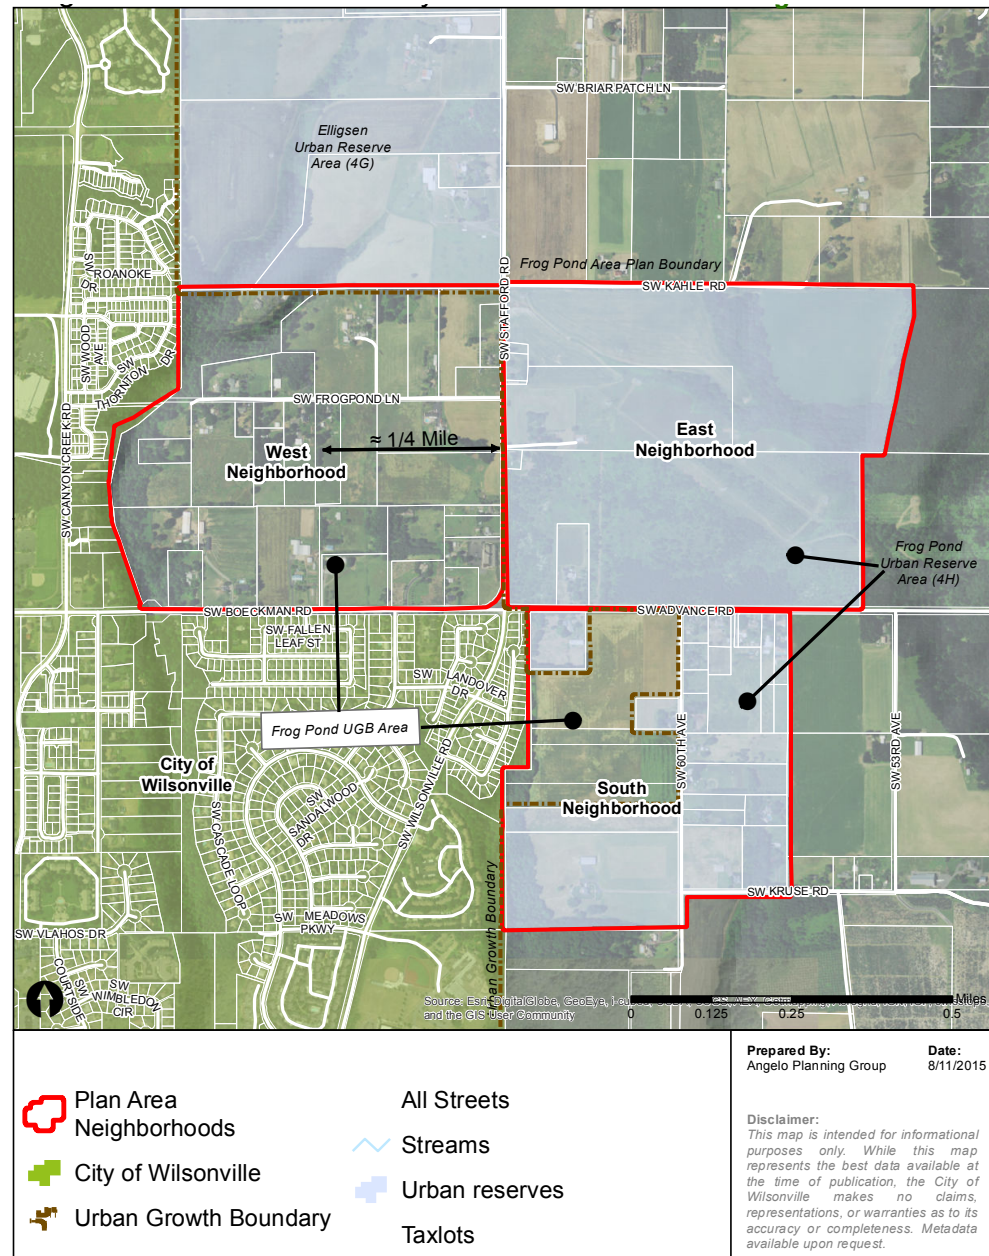 SW BRIAR PATCH LN
Elligsen
Urban Reserve
Area (4G)
Frog Pond Area Plan Boundary
SW KAHLE RD
SW STAFFORD RD
SW
ROANOKE
DR
SW WOOD
AVE
SW
THORNTON
DR
SW CANYON CREEK RD
SW FROGPOND LN
≈ 1/4 Mile
West
Neighborhood
East
Neighborhood
Frog Pond
Urban Reserve
Area (4H)
SW BOECKMAN RD
SW ADVANCE RD
SW FALLEN
LEAF ST
SW LANDOVER
DR
Frog Pond UGB Area
City of
Wilsonville
SW 60TH AVE
SW 53RD AVE
SW WILSONVILLE RD
SW
SANDALWOOD
DR
SW CASCADE LOOP
South
Neighborhood
SW KRUSE RD
SW MEADOWS
PKWY
SW VLAHOS DR
COURTSIDE
SW
WIMBLEDON
CIR
Urban Growth Boundary
Source: Esri, DigitalGlobe, GeoEye,
and the GIS User Community
Miles
0 0.125 0.25 0.5
Plan Area
Neighborhoods
City of Wilsonville
Urban Growth Boundary
All Streets
Streams
Urban reserves
Taxlots
Prepared By:
Angelo Planning Group
Date:
8/11/2015
Disclaimer:
This map is intended for informational
purposes only. While this map
represents the best data available at
the time of publication, the City of
Wilsonville makes no claims,
representations, or warranties as to its
accuracy or completeness. Metadata
available upon request.